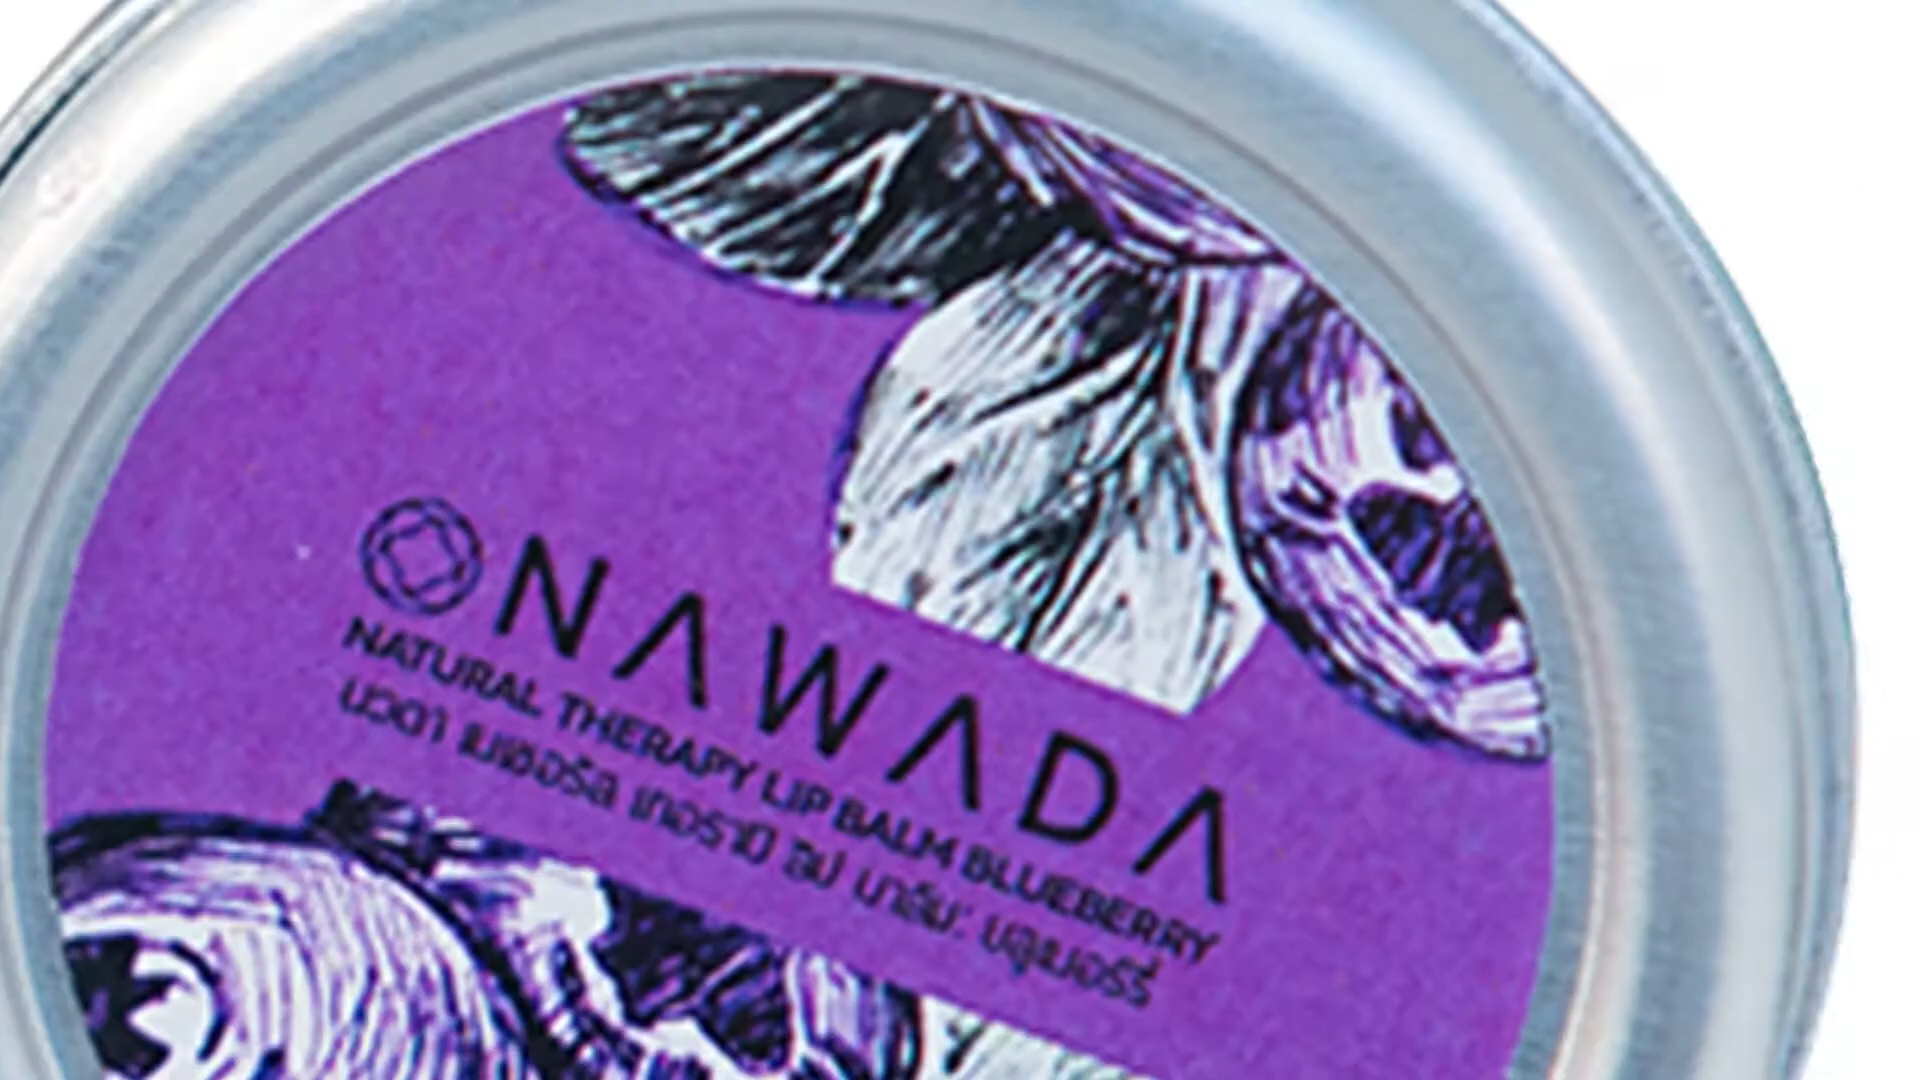 NAWADA
NATURAL THERAPY LIP BALM BLUEBERRY
นวดา เนเชอรัล เทอราปี ลิป บาล์ม: บลูเบอร์รี่